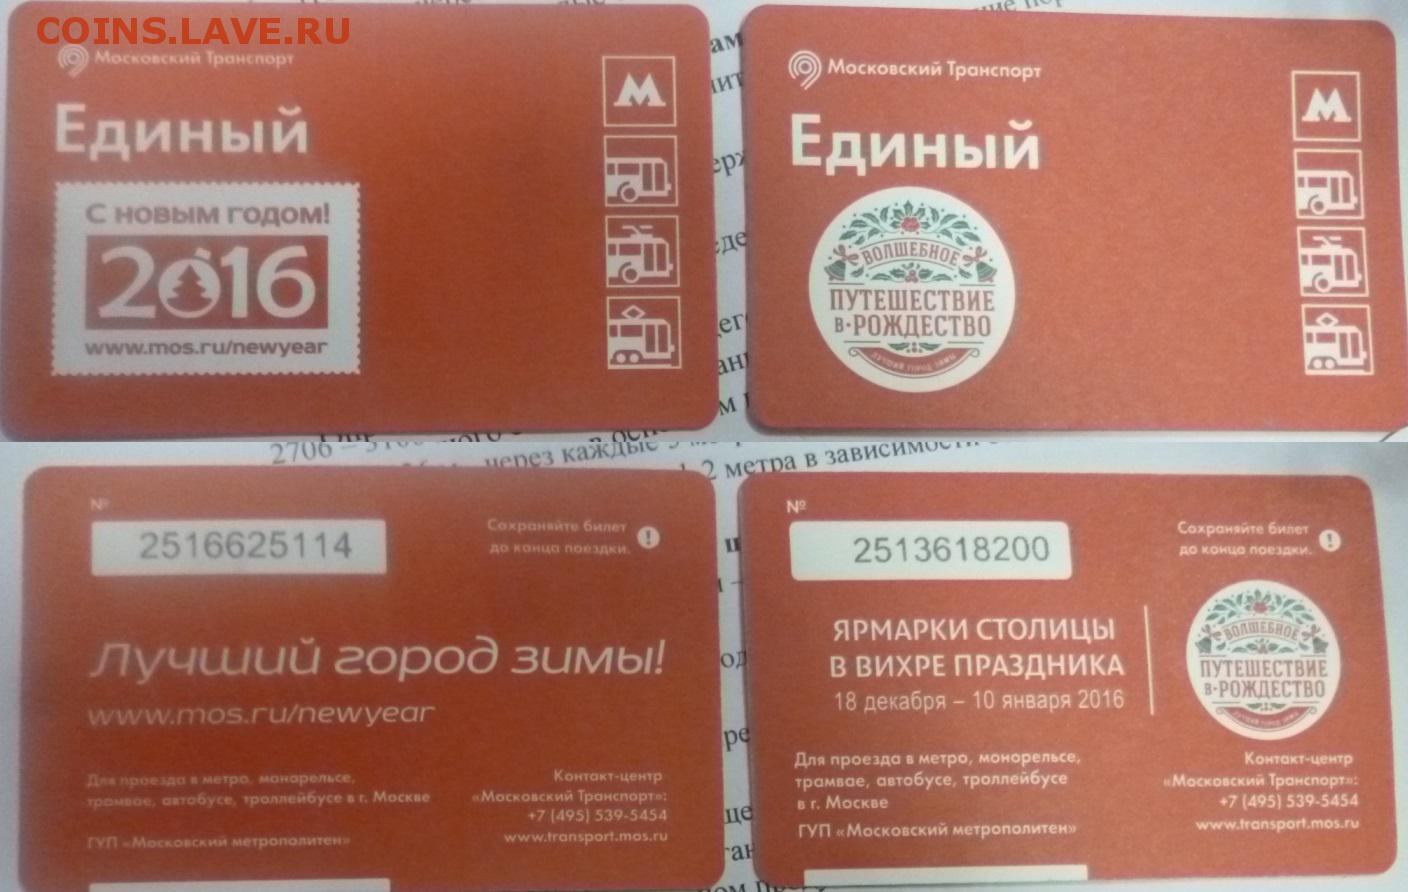 COINS.LAVE.RU
Московский Транспорт
Единый
С НОВЫМ ГОДОМ!
2016
www.mos.ru/newyear
М
Московский Транспорт
Единый
ВОЛШЕБНОЕ
ПУТЕШЕСТВИЕ
В·РОЖДЕСТВО
ЛУЧШИЙ ГОРОД ЗИМЫ
М
через каждые
2 метра в зависимости
№
2516625114
Сохраняйте билет
до конца поездки.
!
Лучший город зимы!
www.mos.ru/newyear
Для проезда в метро, монорельсе,
трамвае, автобусе, троллейбусе в г. Москве
ГУП «Московский метрополитен»
Контакт-центр
«Московский Транспорт»:
+7 (495) 539-5454
www.transport.mos.ru
№
2513618200
Сохраняйте билет
до конца поездки.
!
ЯРМАРКИ СТОЛИЦЫ
В ВИХРЕ ПРАЗДНИКА
18 декабря – 10 января 2016
ВОЛШЕБНОЕ
ПУТЕШЕСТВИЕ
В·РОЖДЕСТВО
ЛУЧШИЙ ГОРОД ЗИМЫ
Для проезда в метро, монорельсе,
трамвае, автобусе, троллейбусе
в г. Москве
ГУП «Московский метрополитен»
Контакт-центр
«Московский Транспорт»:
+7 (495) 539-5454
www.transport.mos.ru